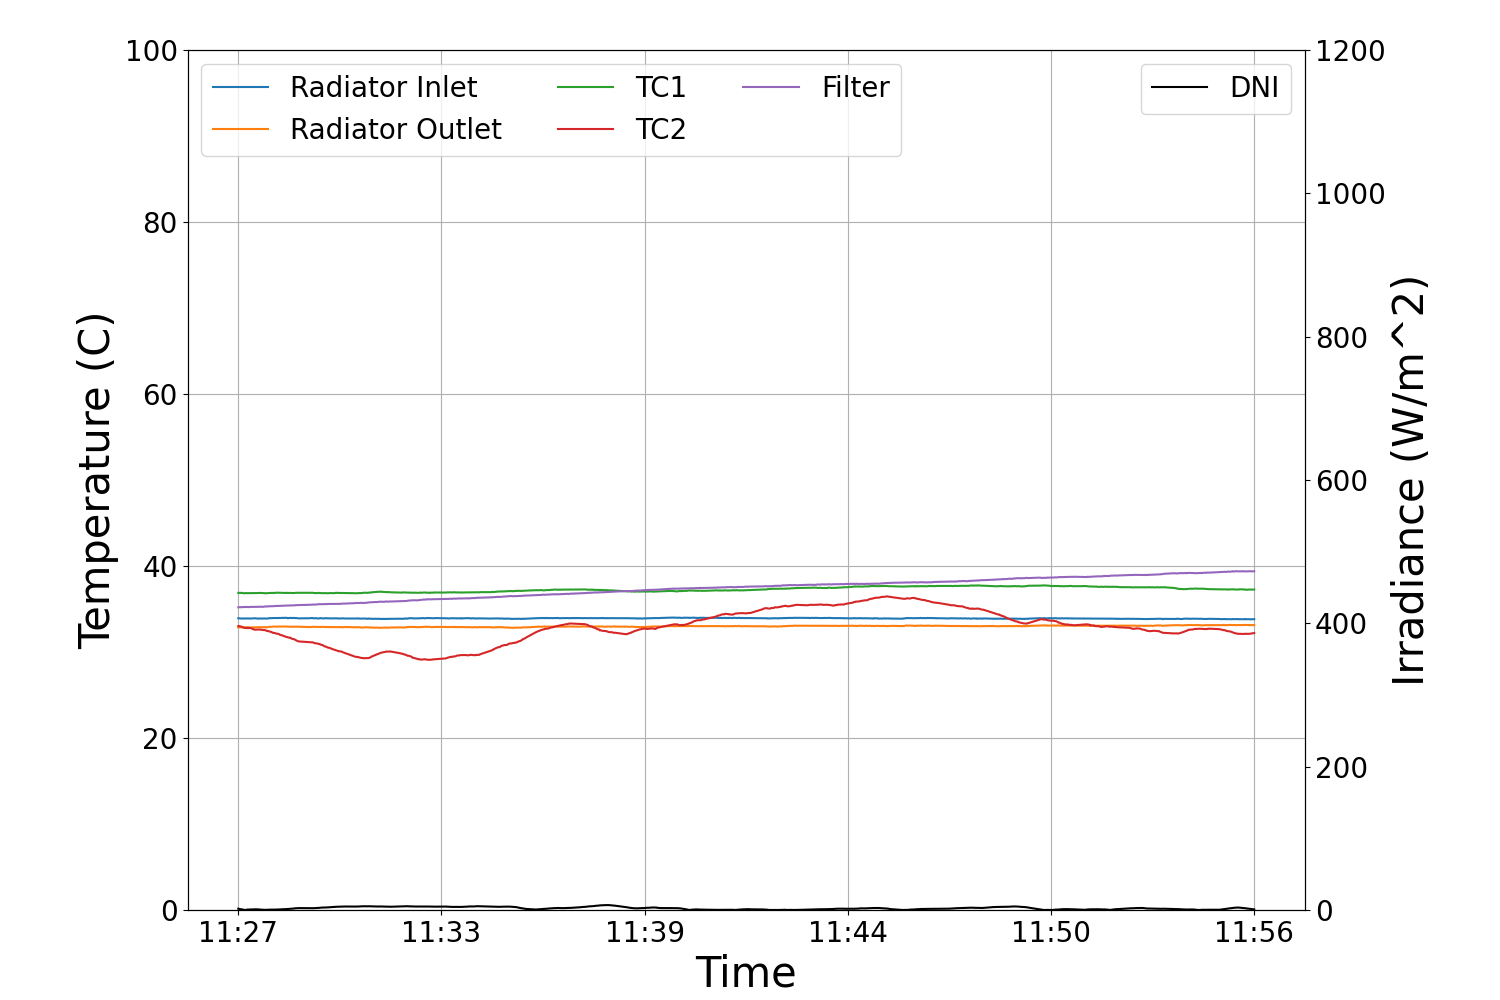 Radiator Inlet
Radiator Outlet
TC1
TC2
Filter
DNI
Temperature (C)
100
80
60
40
20
0
Irradiance (W/m^2)
1200
1000
800
600
400
200
0
11:27 11:33 11:39 11:44 11:50 11:56
Time